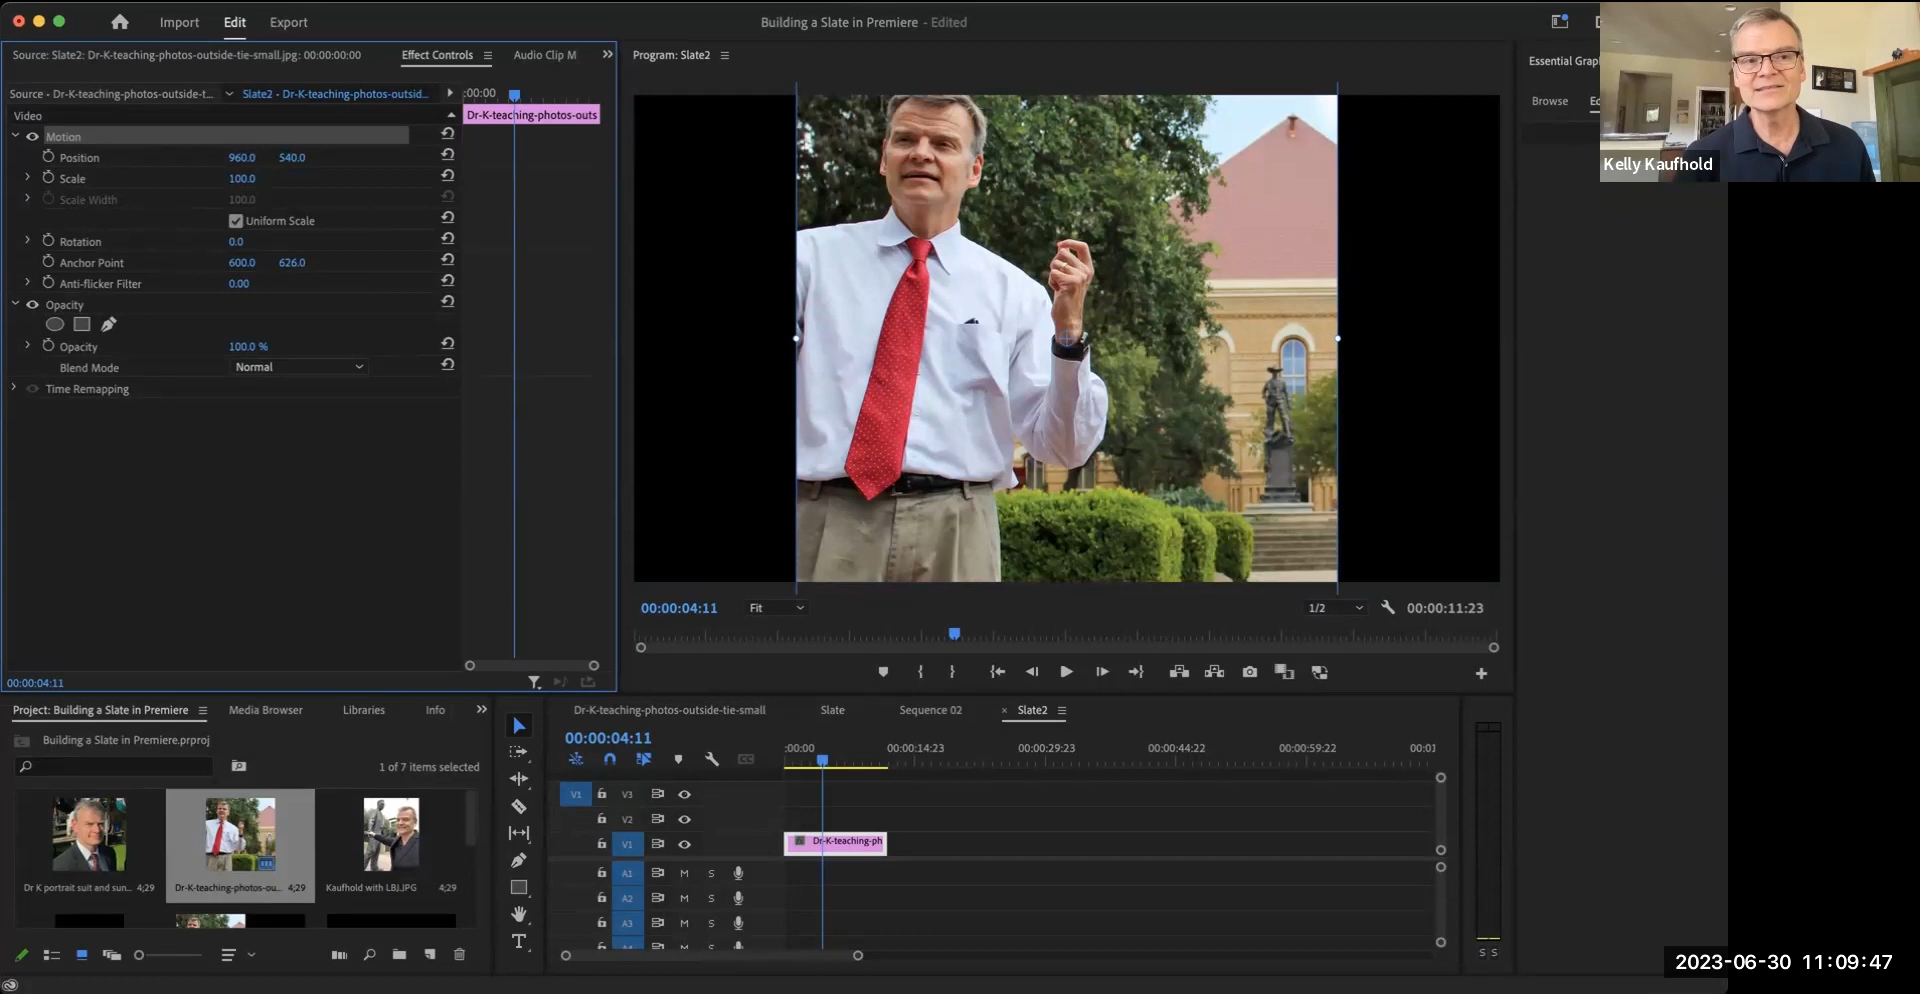 Import Edit Export
Building a Slate in Premiere - Edited
Source: Slate2: Dr-K-teaching-photos-outside-tie-small.jpg: 00:00:00:00
Effect Controls
Audio Clip M
Program: Slate2
Essential Grap
Browse
Kelly Kaufhold
Source - Dr-K-teaching-photos-outside-t...
Slate2 - Dr-K-teaching-photos-outsid...
:00:00
Video
Dr-K-teaching-photos-outs
Motion
Position 960.0 540.0
Scale 100.0
Scale Width 100.0
Uniform Scale
Rotation 0.0
Anchor Point 600.0 626.0
Anti-flicker Filter 0.00
Opacity
Opacity 100.0 %
Blend Mode Normal
Time Remapping
00:00:04:11
00:00:04:11 Fit 1/2 00:00:11:23
Project: Building a Slate in Premiere
Media Browser
Libraries
Info
Building a Slate in Premiere.prproj
1 of 7 items selected
Dr K portrait suit and sun... 4;29
Dr-K-teaching-photos-ou... 4;29
Kaufhold with LBJ.JPG 4;29
Dr-K-teaching-photos-outside-tie-small
Slate
Sequence 02
× Slate2
00:00:04:11
:00:00 00:00:14:23 00:00:29:23 00:00:44:22 00:00:59:22 00:01
V1 V3
V2
V1
Dr-K-teaching-ph
A1 M S
A2 M S
A3 M S
S S
T
2023-06-30 11:09:47